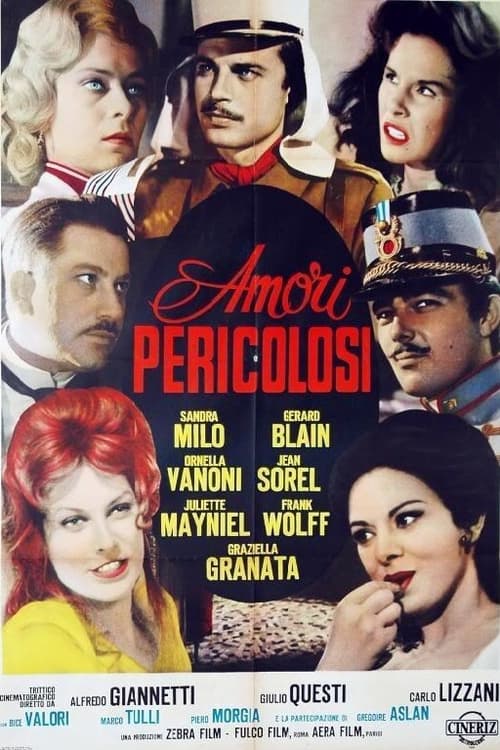 Amori
PERICOLOSI
SANDRA GERARD
MILO BLAIN
ORNELLA JEAN
VANONI SOREL
JULIETTE FRANK
MAYNIEL WOLFF
GRAZIELLA
GRANATA
TRITTICO
CINEMATOGRAFICO
DIRETTO DA ALFREDO GIANNETTI GIULIO QUESTI CARLO LIZZANI
CON BICE VALORI MARCO TULLI PIERO MORGIA E LA PARTECIPAZIONE DI GREGOIRE ASLAN
UNA PRODUZIONE ZEBRA FILM - FULCO FILM, ROMA AERA FILM, PARIGI
CINERIZ